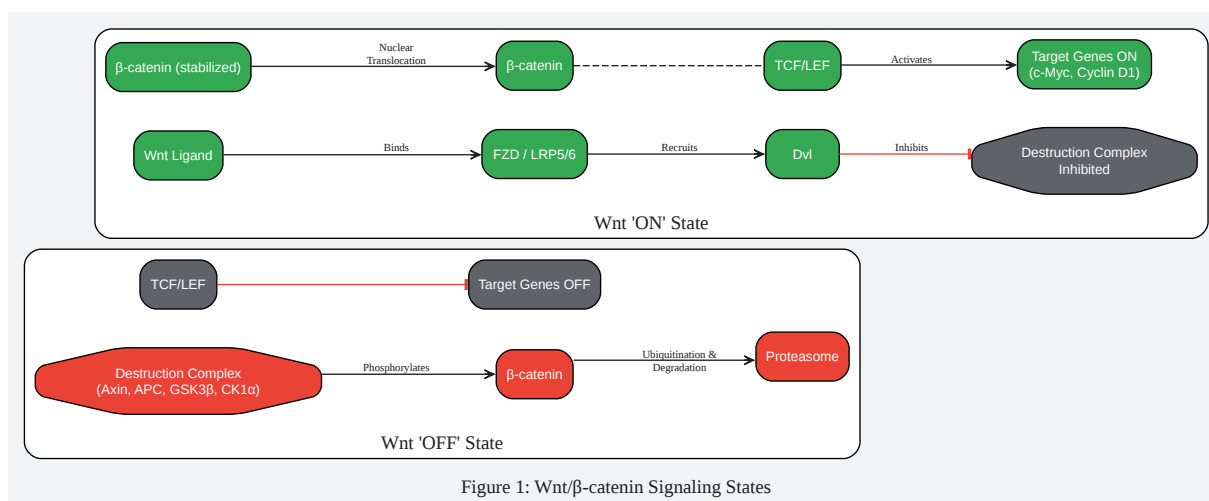 Nuclear
Translocation
β-catenin (stabilized)
β-catenin
TCF/LEF
Activates
Target Genes ON
(c-Myc, Cyclin D1)
Wnt Ligand
Binds
FZD / LRP5/6
Recruits
Dvl
Inhibits
Destruction Complex
Inhibited
Wnt 'ON' State
TCF/LEF
Target Genes OFF
Destruction Complex
(Axin, APC, GSK3β, CK1α)
Phosphorylates
β-catenin
Ubiquitination &
Degradation
Proteasome
Wnt 'OFF' State
Figure 1: Wnt/β-catenin Signaling States